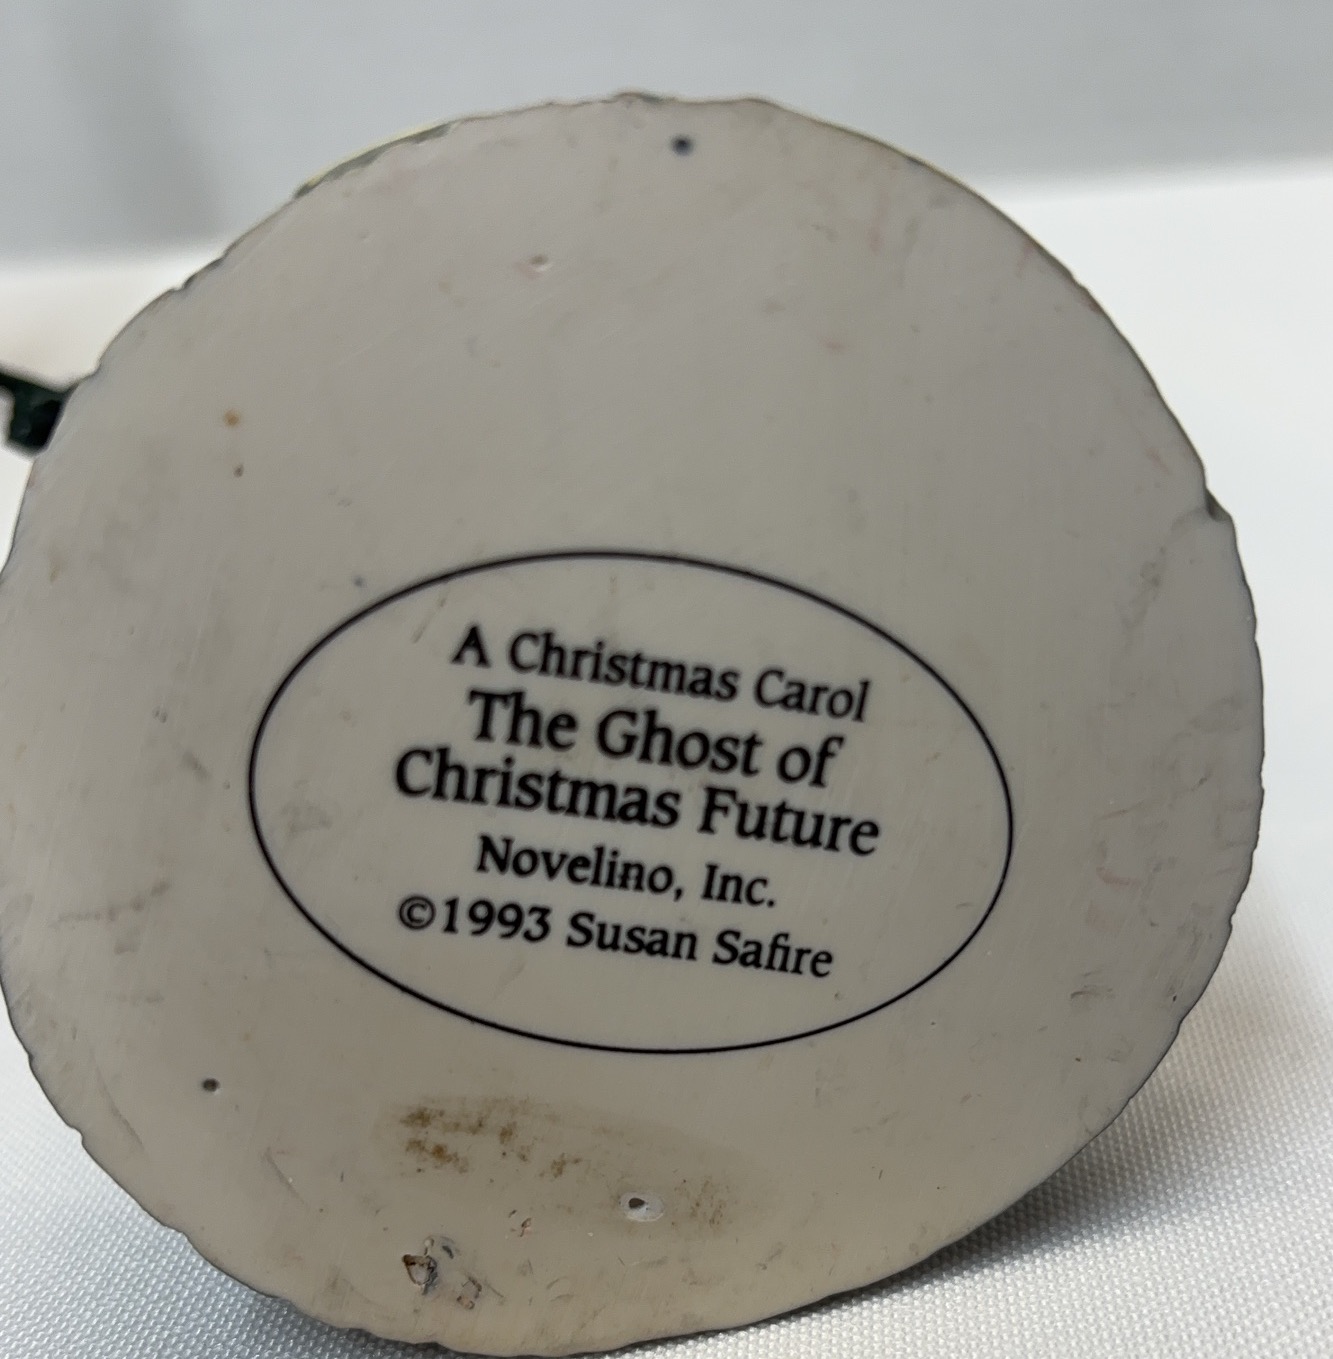 A Christmas Carol
The Ghost of
Christmas Future
Novelino, Inc.
©1993 Susan Safire